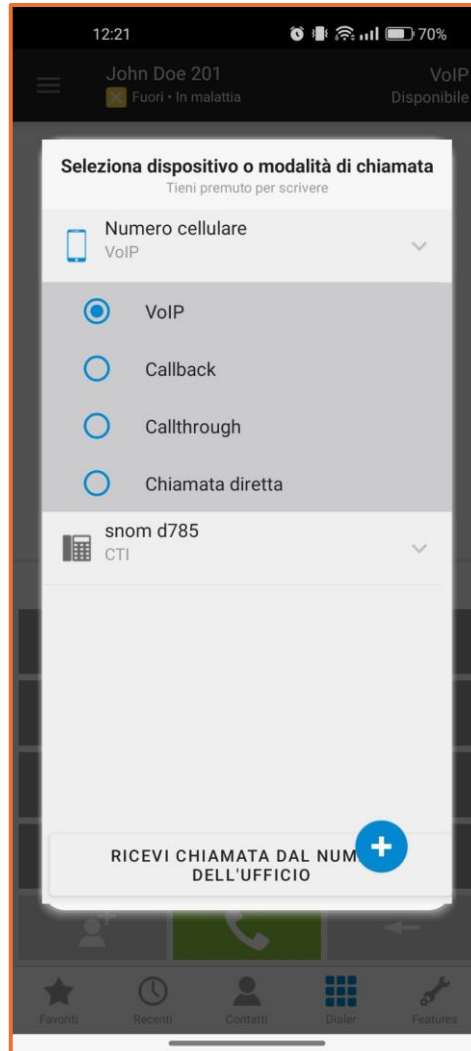 12:21
70%
John Doe 201
VoIP
Fuori • In malattia
Disponibile
Seleziona dispositivo o modalità di chiamata
Tieni premuto per scrivere
Numero cellulare
VoIP
VoIP
Callback
Callthrough
Chiamata diretta
snom d785
CTI
RICEVI CHIAMATA DAL NUM
DELL'UFFICIO
Favoriti
Recenti
Contatti
Dialer
Features